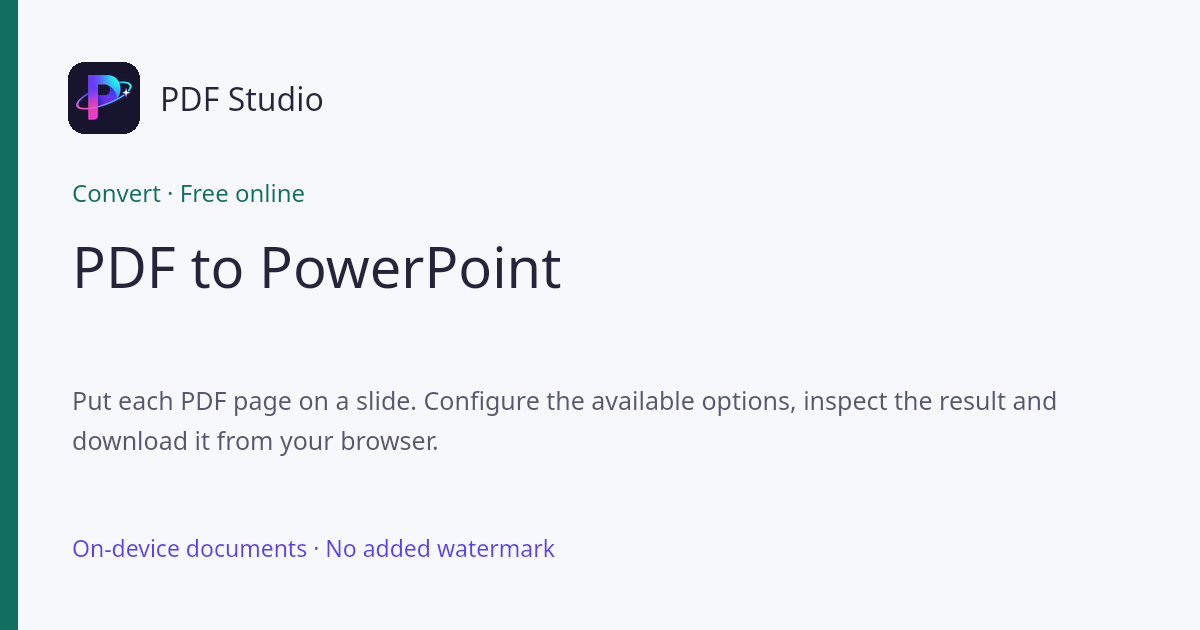 PDF Studio
Convert · Free online
PDF to PowerPoint
Put each PDF page on a slide. Configure the available options, inspect the result and
download it from your browser.
On-device documents · No added watermark